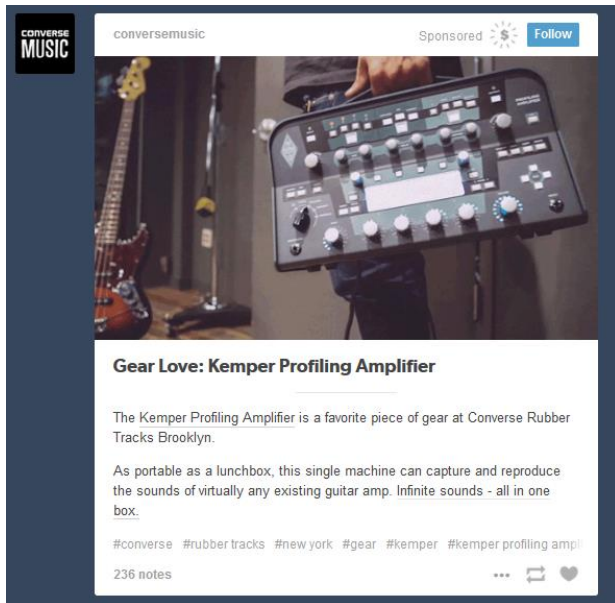 CONVERSE
MUSIC
conversemusic
Sponsored
Follow
Gear Love: Kemper Profiling Amplifier
The Kemper Profiling Amplifier is a favorite piece of gear at Converse Rubber
Tracks Brooklyn.
As portable as a lunchbox, this single machine can capture and reproduce
the sounds of virtually any existing guitar amp. Infinite sounds - all in one
box.
#converse #rubber tracks #new york #gear #kemper #kemper profiling ampl
236 notes